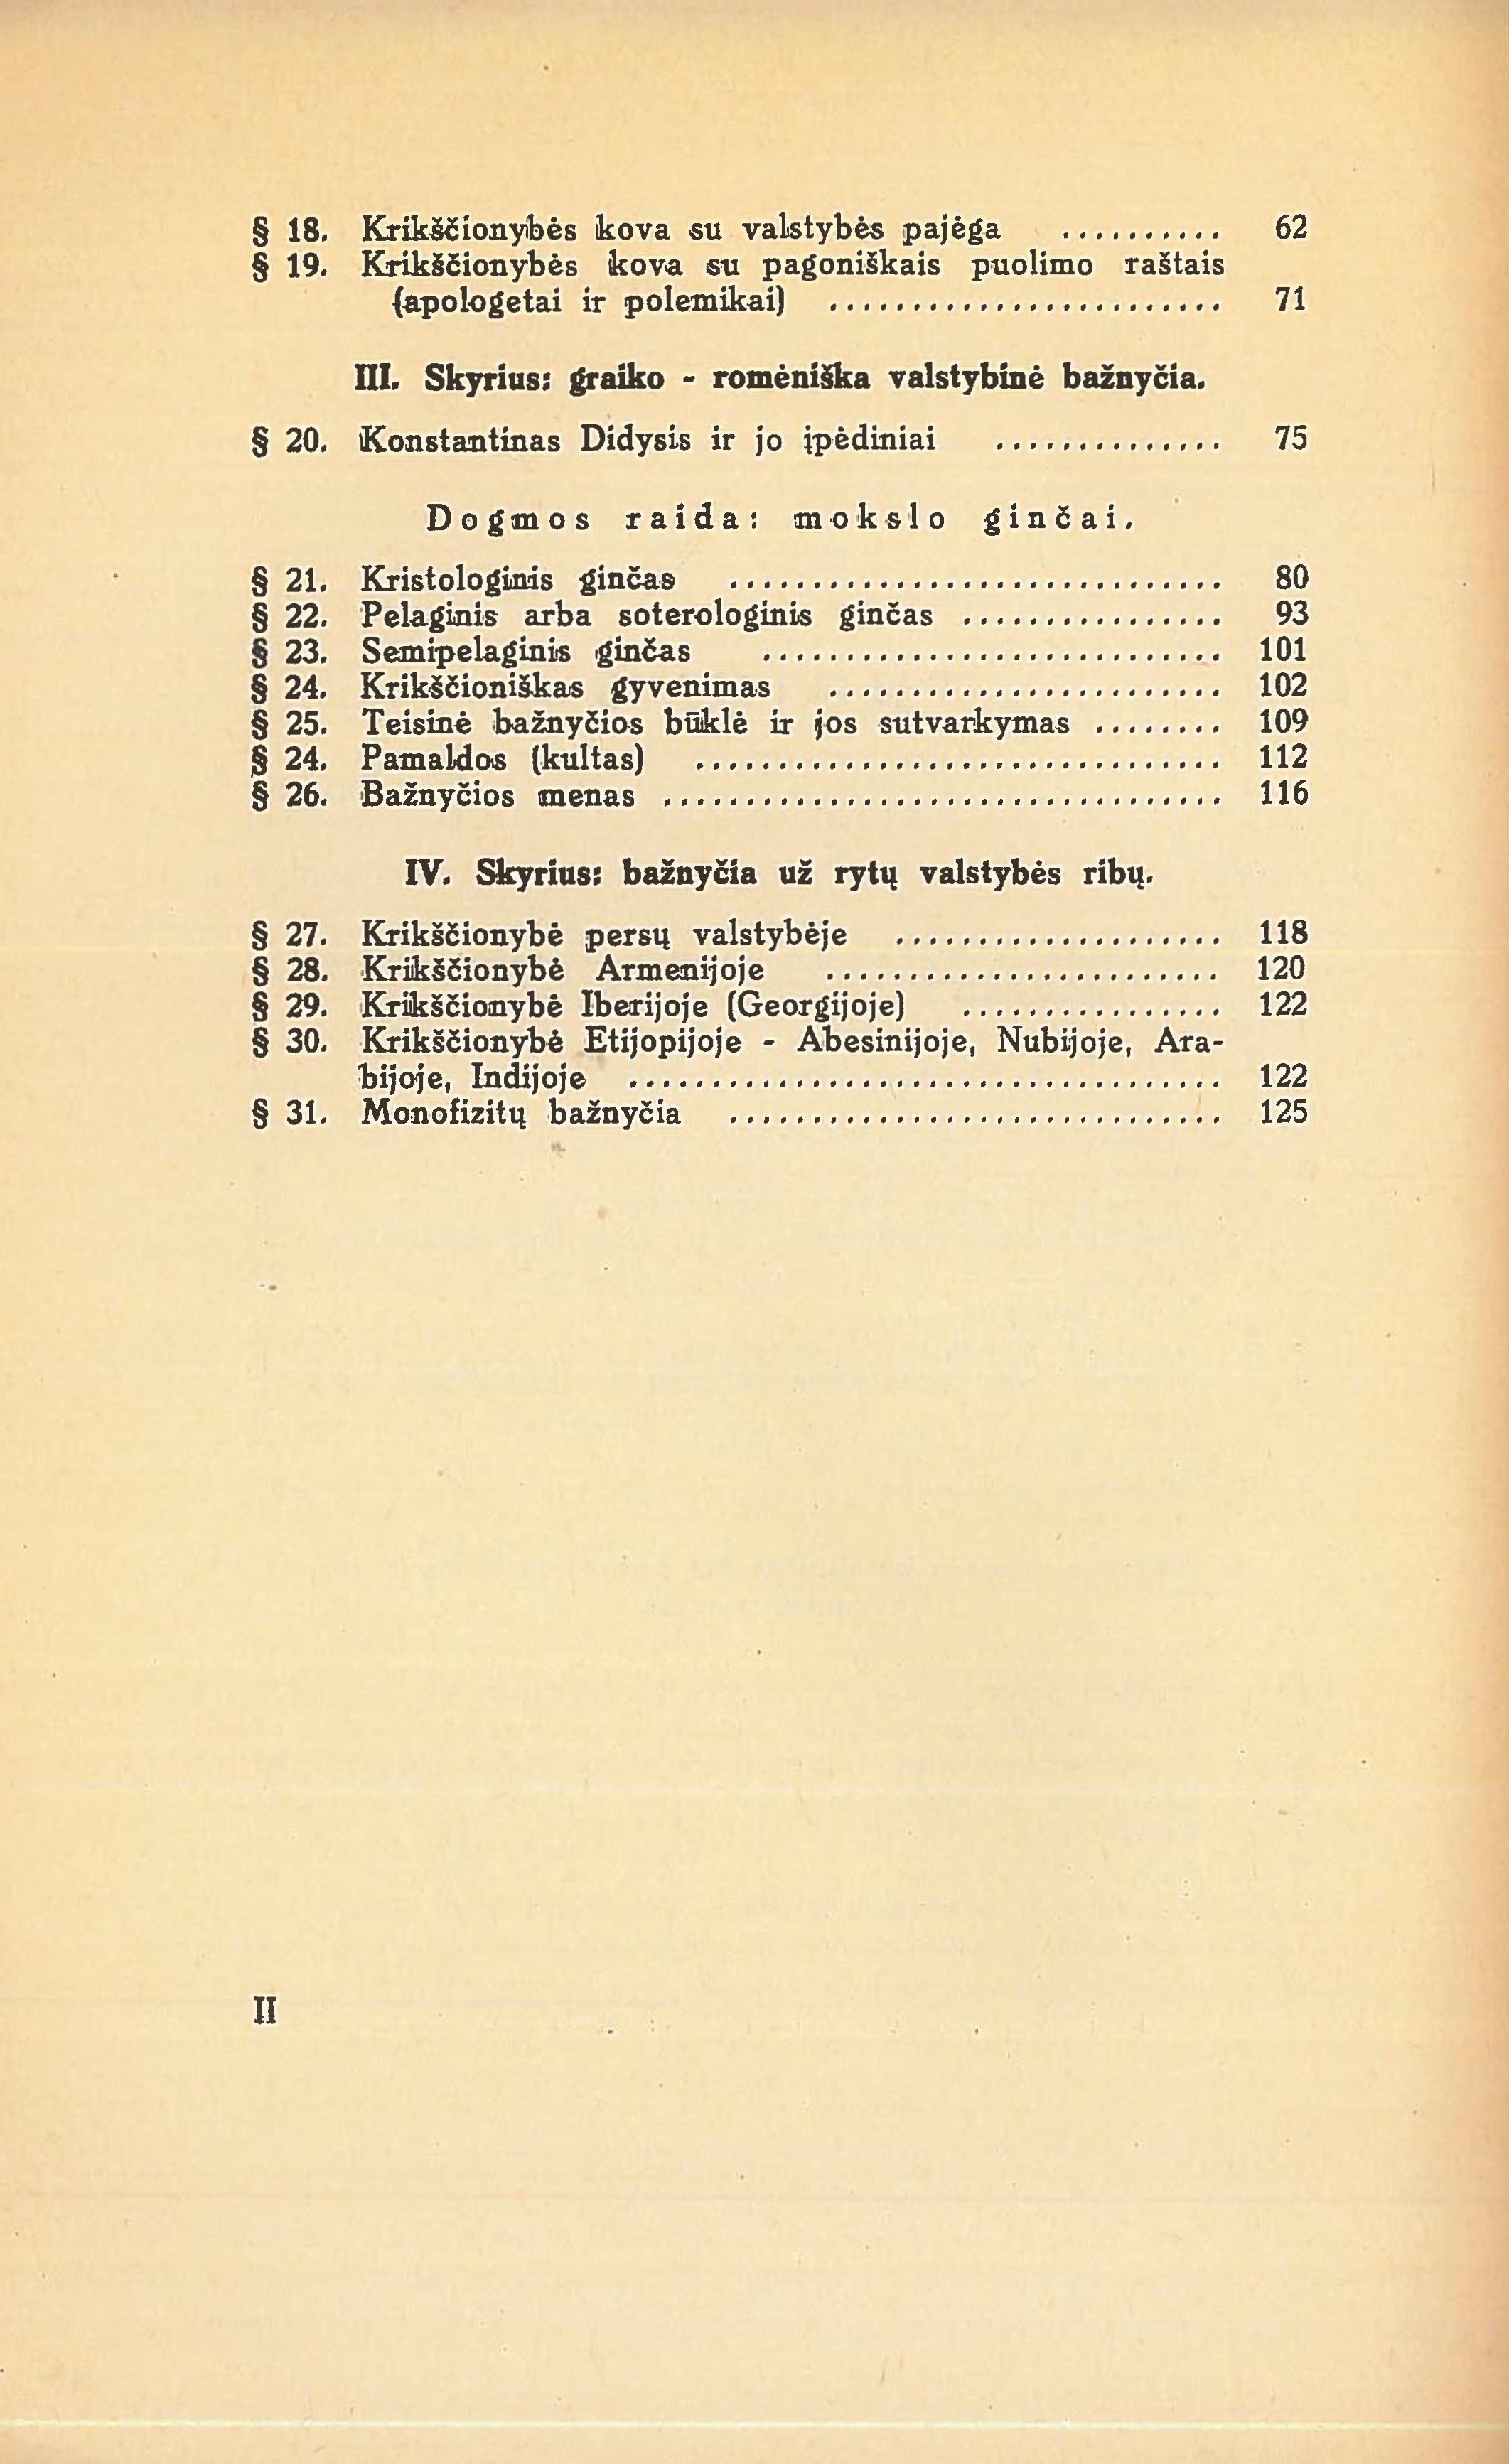 § 18. Krikščionybės kova su valstybės pajėga .......... 62
§ 19. Krikščionybės kova su pagoniškais puolimo raštais
(apologetai ir polemikai) ........................ 71
III. Skyrius: graiko - romėniška valstybinė bažnyčia.
§ 20. Konstantinas Didysis ir jo įpėdiniai .............. 75
Dogmos raida: mokslo ginčai.
§ 21. Kristologinis ginčas .............................. 80
§ 22. Pelaginis arba soterologinis ginčas ................ 93
§ 23. Semipelaginis ginčas ............................ 101
§ 24. Krikščioniškas gyvenimas ........................ 102
§ 25. Teisinė bažnyčios būklė ir jos sutvarkymas ........ 109
§ 24. Pamaldos (kultas) ................................ 112
§ 26. Bažnyčios menas .................................. 116
IV. Skyrius: bažnyčia už rytų valstybės ribų.
§ 27. Krikščionybė persų valstybėje .................... 118
§ 28. Krikščionybė Armenijoje ........................ 120
§ 29. Krikščionybė Iberijoje (Georgijoje) ................ 122
§ 30. Krikščionybė Etijopijoje - Abesinijoje, Nubijoje, Ara-
bijoje, Indijoje .................................... 122
§ 31. Monofizitų bažnyčia .............................. 125
II